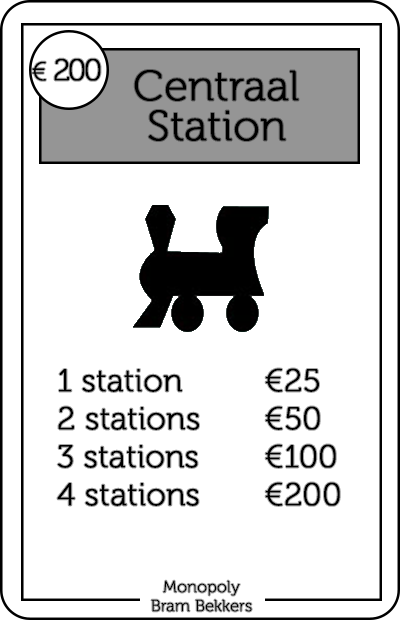 € 200
Centraal
Station
1 station €25
2 stations €50
3 stations €100
4 stations €200
Monopoly
Bram Bekkers